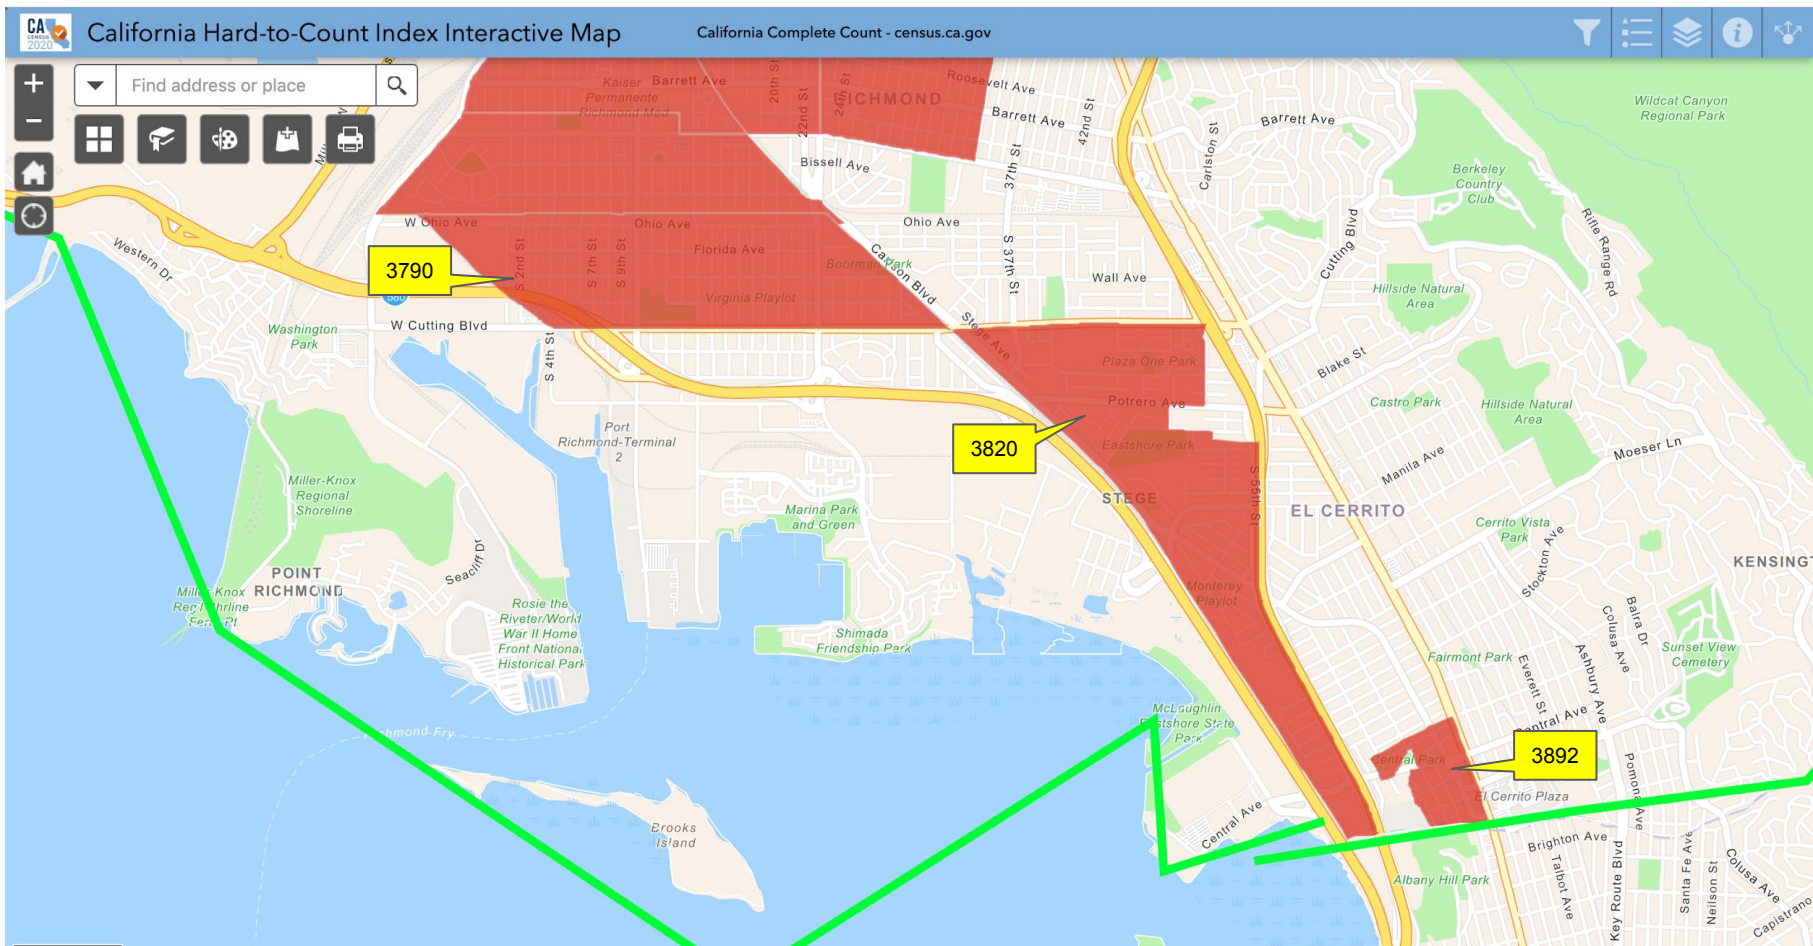 CA
CENSUS
2020
California Hard-to-Count Index Interactive Map
California Complete Count - census.ca.gov
Find address or place
Kaiser
Permanente
Richmond Med
Barrett Ave
20th St
22nd St
24th St
RICHMOND
Roosevelt Ave
Barrett Ave
42nd St
37th St
Carlston St
Barrett Ave
Wildcat Canyon
Regional Park
Bissell Ave
Berkeley
Country
Club
Rifle Range Rd
W Ohio Ave
Ohio Ave
Ohio Ave
Western Dr
3790
580
S 2nd St
S 7th St
S 9th St
Florida Ave
Boorman Park
Carlson Blvd
S 37th St
Wall Ave
Cutting Blvd
Hillside Natural
Area
Virginia Playlot
Washington
Park
W Cutting Blvd
S 4th St
Stege Ave
Plaza One Park
Blake St
Potrero Ave
Castro Park
Hillside Natural
Area
Port
Richmond-Terminal
2
3820
Eastshore Park
Moeser Ln
Manila Ave
Miller-Knox
Regional
Shoreline
STEGE
S 55th St
EL CERRITO
Marina Park
and Green
Cerrito Vista
Park
Stockton Ave
KENSINGT
Seacliff Dr
POINT
RICHMOND
Miller-Knox
Reg Shrline
Ferry Pt
Rosie the
Riveter/World
War II Home
Front National
Historical Park
Monterey
Playlot
Shimada
Friendship Park
Colusa Ave
Balra Dr
Fairmont Park
Everett St
Ashbury Ave
Sunset View
Cemetery
McLaughlin
Eastshore State
Park
Richmond Fry
Central Ave
Central Park
3892
El Cerrito Plaza
Pomona Ave
Brooks
Island
Central Ave
Brighton Ave
Talbot Ave
Key Route Blvd
Santa Fe Ave
Neilson St
Colusa Ave
Capistrano
Albany Hill Park